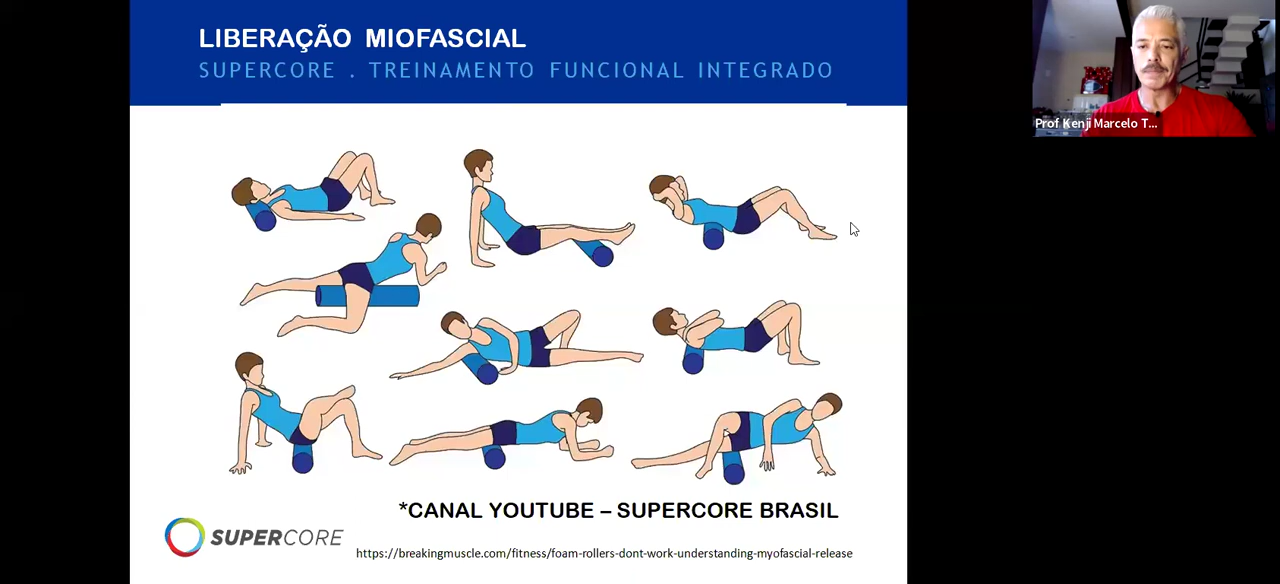 LIBERAÇÃO MIOFASCIAL
SUPERCORE . TREINAMENTO FUNCIONAL INTEGRADO
Prof Kenji Marcelo T...
*CANAL YOUTUBE – SUPERCORE BRASIL
SUPERCORE
https://breakingmuscle.com/fitness/foam-rollers-dont-work-understanding-myofascial-release